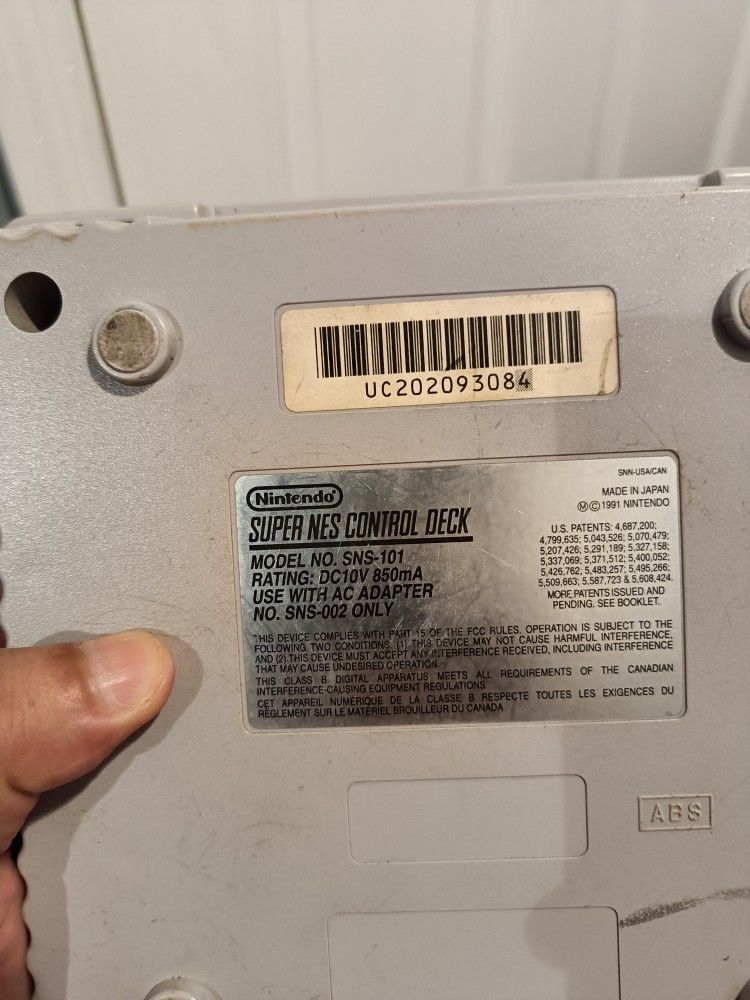 UC202093084
SNN-USA/CAN
Nintendo®
SUPER NES CONTROL DECK
MODEL NO. SNS-101
RATING: DC10V 850mA
USE WITH AC ADAPTER
NO. SNS-002 ONLY
MADE IN JAPAN
Ⓜ©1991 NINTENDO
U.S. PATENTS: 4,687,200;
4,799,635; 5,043,526; 5,070,479;
5,207,426; 5,291,189; 5,327,158;
5,337,069; 5,371,512; 5,400,052;
5,426,762; 5,483,257; 5,495,266;
5,509,663; 5,587,723 & 5,608,424.
MORE PATENTS ISSUED AND
PENDING. SEE BOOKLET.
THIS DEVICE COMPLIES WITH PART 15 OF THE FCC RULES. OPERATION IS SUBJECT TO THE
FOLLOWING TWO CONDITIONS. (1) THIS DEVICE MAY NOT CAUSE HARMFUL INTERFERENCE,
AND (2) THIS DEVICE MUST ACCEPT ANY INTERFERENCE RECEIVED, INCLUDING INTERFERENCE
THAT MAY CAUSE UNDESIRED OPERATION.
THIS CLASS B DIGITAL APPARATUS MEETS ALL REQUIREMENTS OF THE CANADIAN
INTERFERENCE-CAUSING EQUIPMENT REGULATIONS
CET APPAREIL NUMÉRIQUE DE LA CLASSE B RESPECTE TOUTES LES EXIGENCES DU
RÈGLEMENT SUR LE MATÉRIEL BROUILLEUR DU CANADA
ABS